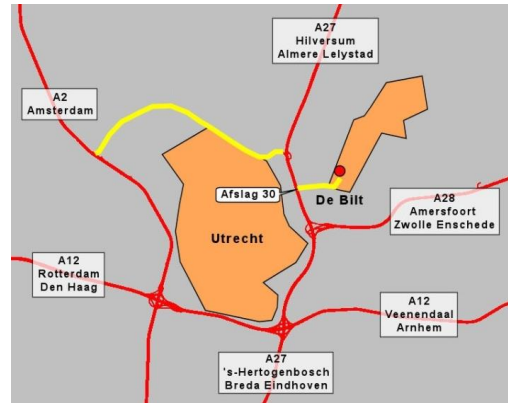 A27
Hilversum
Almere Lelystad
A2
Amsterdam
Afslag 30
De Bilt
A28
Amersfoort
Zwolle Enschede
Utrecht
A12
Rotterdam
Den Haag
A12
Veenendaal
Arnhem
A27
's-Hertogenbosch
Breda Eindhoven